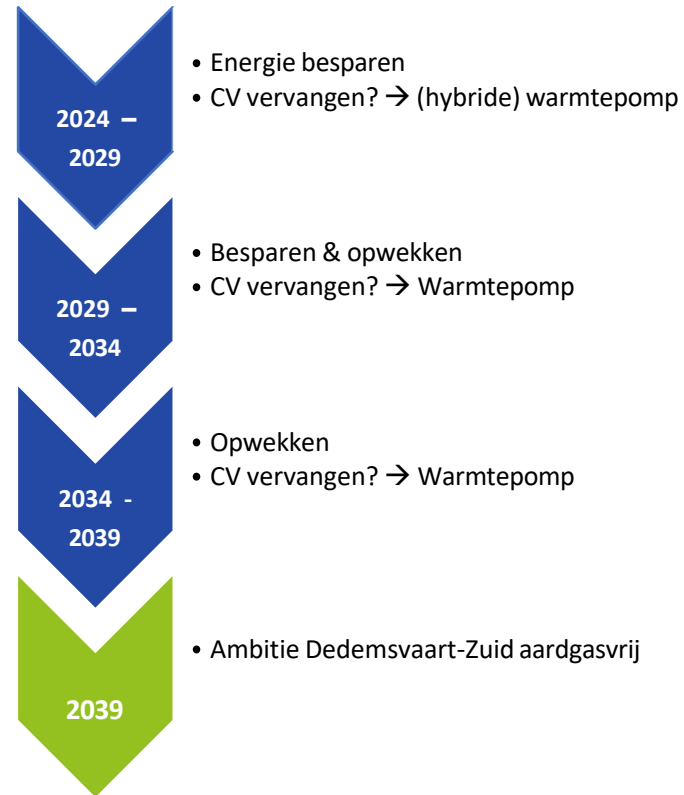 2024 –
2029
• Energie besparen
• CV vervangen? → (hybride) warmtepomp
2029 –
2034
• Besparen & opwekken
• CV vervangen? → Warmtepomp
2034 -
2039
• Opwekken
• CV vervangen? → Warmtepomp
2039
• Ambitie Dedemsvaart-Zuid aardgasvrij